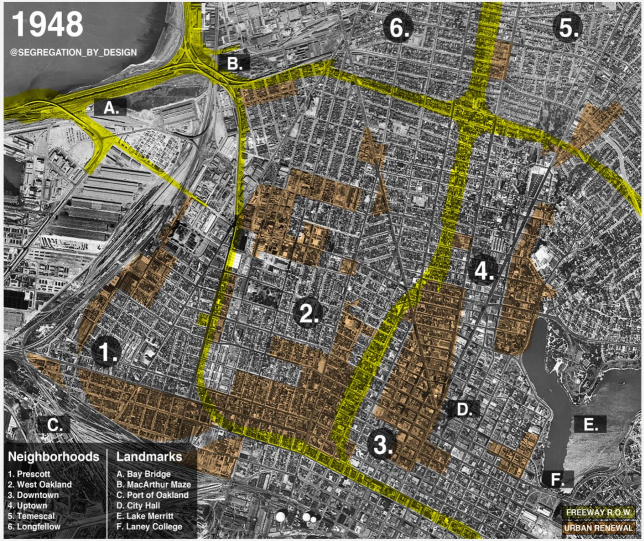 1948
@SEGREGATION_BY_DESIGN
6.
5.
B.
A.
4.
2.
1.
D.
E.
C.
3.
F.
Neighborhoods
1. Prescott
2. West Oakland
3. Downtown
4. Uptown
5. Temescal
6. Longfellow
Landmarks
A. Bay Bridge
B. MacArthur Maze
C. Port of Oakland
D. City Hall
E. Lake Merritt
F. Laney College
FREEWAY R.O.W.
URBAN RENEWAL